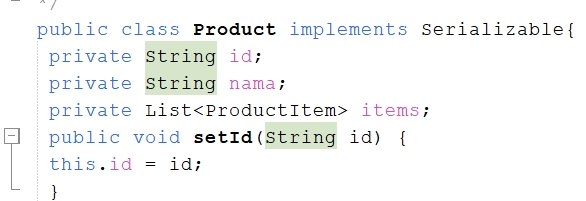 */
public class Product implements Serializable{
private String id;
private String nama;
private List<ProductItem> items;
public void setId(String id) {
this.id = id;
}